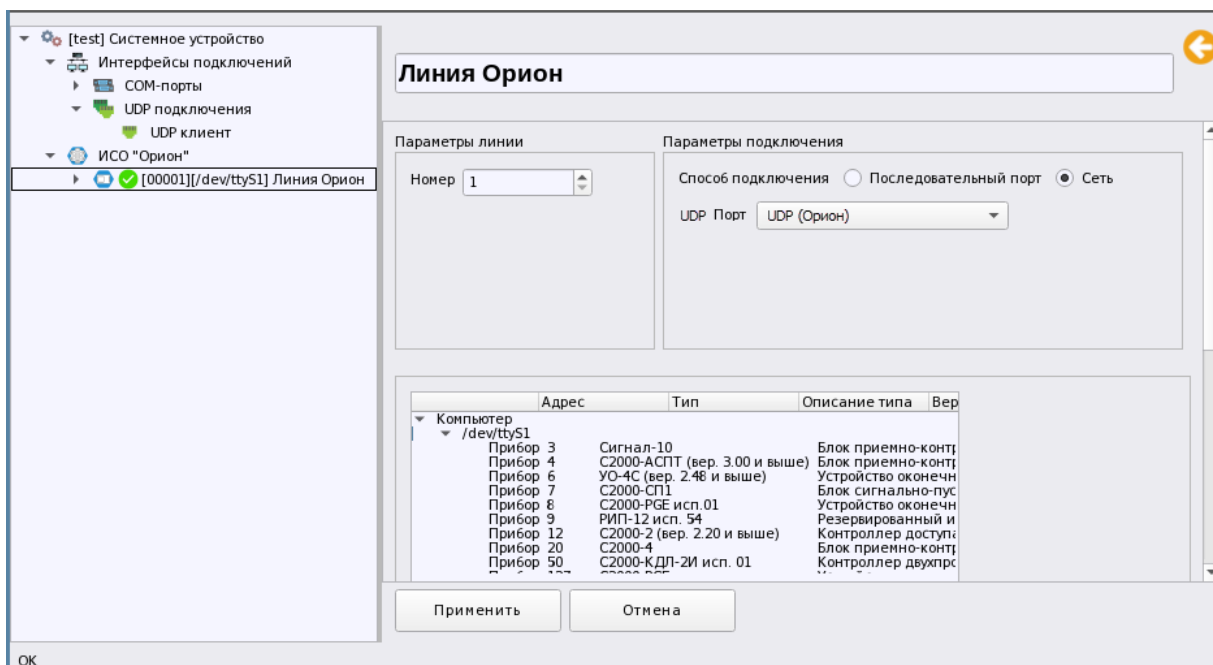 [test] Системное устройство
Интерфейсы подключений
COM-порты
UDP подключения
UDP клиент
ИСО "Орион"
[00001][/dev/ttyS1] Линия Орион
Линия Орион
Параметры линии
Номер 1
Параметры подключения
Способ подключения Последовательный порт Сеть
UDP Порт UDP (Орион)
Адрес Тип Описание типа Вер
Компьютер
/dev/ttyS1
Прибор 3 Сигнал-10 Блок приемно-конт
Прибор 4 С2000-АСПТ (вер. 3.00 и выше) Блок приемно-конт
Прибор 6 УО-4С (вер. 2.48 и выше) Устройство оконечн
Прибор 7 С2000-СП1 Блок сигнально-пус
Прибор 8 С2000-PGE исп.01 Устройство оконечн
Прибор 9 РИП-12 исп. 54 Резервированный и
Прибор 12 С2000-2 (вер. 2.20 и выше) Контроллер доступа
Прибор 20 С2000-4 Блок приемно-конт
Прибор 50 С2000-КДЛ-2И исп. 01 Контроллер двухпро
Применить Отмена
OK